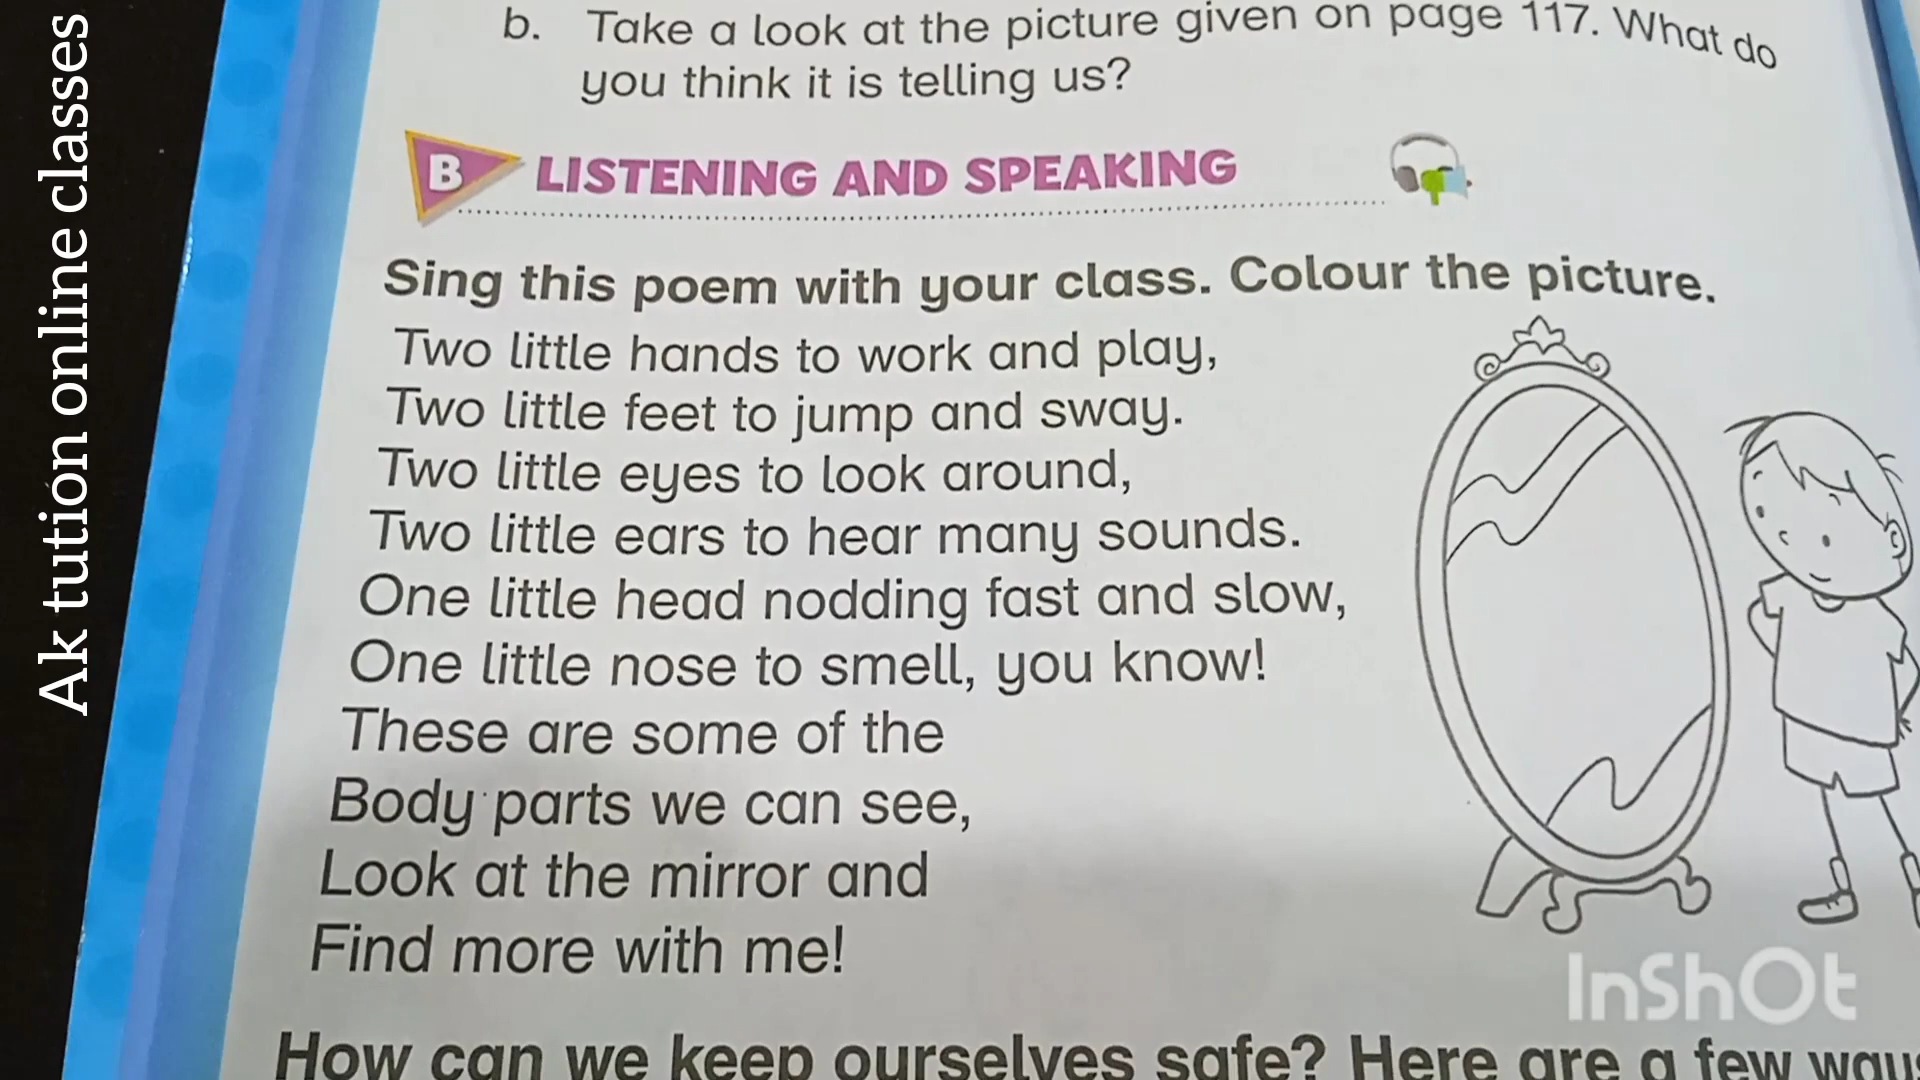 Ak tution online classes
b. Take a look at the picture given on page 117. What do
you think it is telling us?
B LISTENING AND SPEAKING
Sing this poem with your class. Colour the picture.
Two little hands to work and play,
Two little feet to jump and sway.
Two little eyes to look around,
Two little ears to hear many sounds.
One little head nodding fast and slow,
One little nose to smell, you know!
These are some of the
Body parts we can see,
Look at the mirror and
Find more with me!
InShOt
How can we keep ourselves safe? Here are a few ways